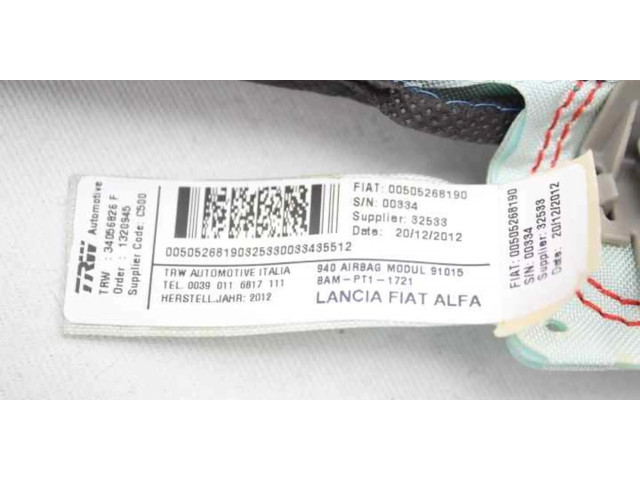 TRW Automotive
TRW : 34056826 F
Order : 1320945
Supplier Code: C500
00505268190325330033435512
FIAT: 00505268190
S/N: 00334
Supplier: 32533
Date: 20/12/2012
TRW AUTOMOTIVE ITALIA
TEL. 0039 011 6817 111
HERSTELL.JAHR: 2012
940 AIRBAG MODUL 91015
BAM-PT1-1721
LANCIA FIAT ALFA
FIAT: 00505268190
S/N: 00334
Supplier: 32533
Date: 20/12/2012